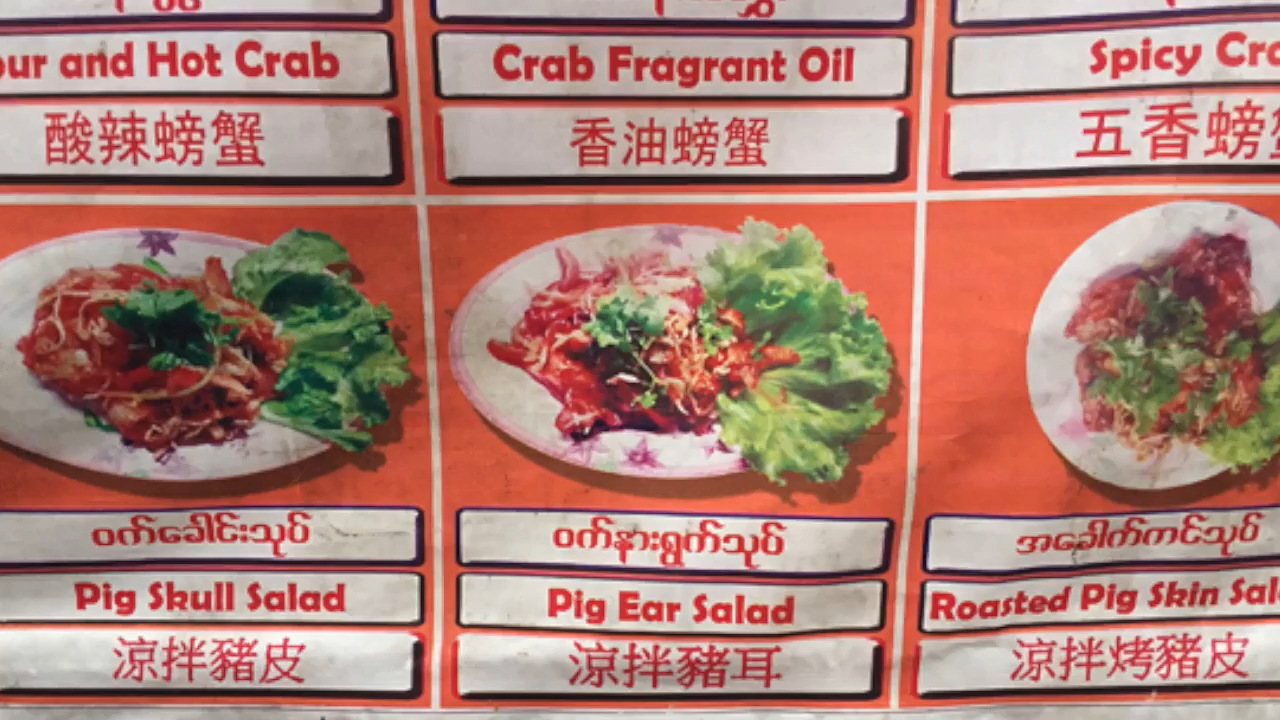 our and Hot Crab
酸辣螃蟹
Crab Fragrant Oil
香油螃蟹
Spicy Cra
五香螃蟹
ဝက်ခေါင်းသုပ်
Pig Skull Salad
涼拌豬皮
ဝက်နားရွက်သုပ်
Pig Ear Salad
涼拌豬耳
အခေါက်ကင်သုပ်
Roasted Pig Skin Sal
涼拌烤豬皮